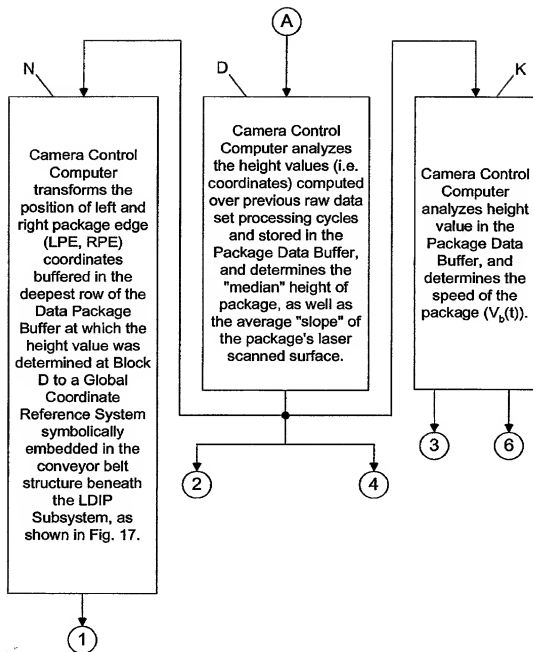 A
N
D
K
Camera Control
Computer
transforms the
position of left and
right package edge
(LPE, RPE)
coordinates
buffered in the
deepest row of the
Data Package
Buffer at which the
height value was
determined at Block
D to a Global
Coordinate
Reference System
symbolically
embedded in the
conveyor belt
structure beneath
the LDIP
Subsystem, as
shown in Fig. 17.
Camera Control
Computer analyzes
the height values (i.e.
coordinates) computed
over previous raw data
set processing cycles
and stored in the
Package Data Buffer,
and determines the
"median" height of
package, as well as
the average "slope" of
the package's laser
scanned surface.
Camera Control
Computer
analyzes height
value in the
Package Data
Buffer, and
determines the
speed of the
package (V_b(t)).
2
4
3
6
1